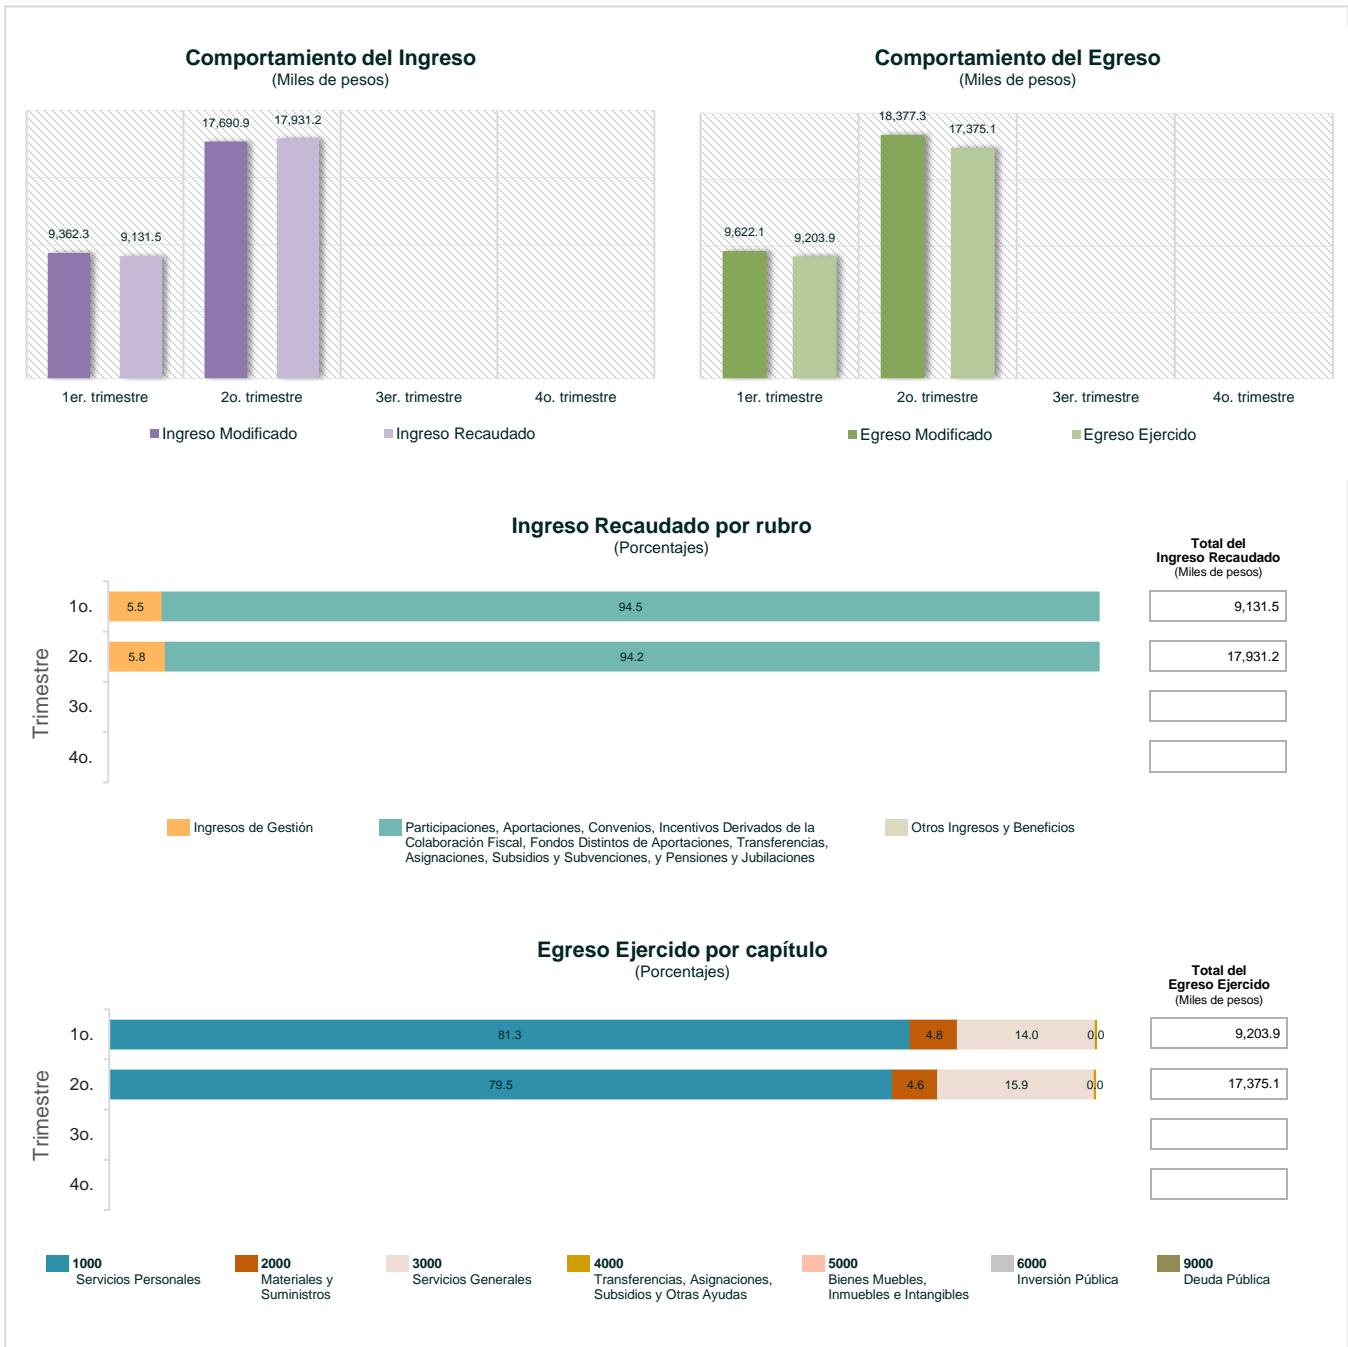 Comportamiento del Ingreso
(Miles de pesos)
17,690.9
17,931.2
9,362.3
9,131.5
1er. trimestre
2o. trimestre
3er. trimestre
4o. trimestre
Ingreso Modificado
Ingreso Recaudado
Comportamiento del Egreso
(Miles de pesos)
18,377.3
17,375.1
9,622.1
9,203.9
1er. trimestre
2o. trimestre
3er. trimestre
4o. trimestre
Egreso Modificado
Egreso Ejercido
Ingreso Recaudado por rubro
(Porcentajes)
Total del
Ingreso Recaudado
(Miles de pesos)
Trimestre
1o.
5.5
94.5
9,131.5
2o.
5.8
94.2
17,931.2
3o.
4o.
Ingresos de Gestión
Participaciones, Aportaciones, Convenios, Incentivos Derivados de la
Colaboración Fiscal, Fondos Distintos de Aportaciones, Transferencias,
Asignaciones, Subsidios y Subvenciones, y Pensiones y Jubilaciones
Otros Ingresos y Beneficios
Egreso Ejercido por capítulo
(Porcentajes)
Total del
Egreso Ejercido
(Miles de pesos)
Trimestre
1o.
81.3
4.8
14.0
0.0
9,203.9
2o.
79.5
4.6
15.9
0.0
17,375.1
3o.
4o.
1000
Servicios Personales
2000
Materiales y
Suministros
3000
Servicios Generales
4000
Transferencias, Asignaciones,
Subsidios y Otras Ayudas
5000
Bienes Muebles,
Inmuebles e Intangibles
6000
Inversión Pública
9000
Deuda Pública